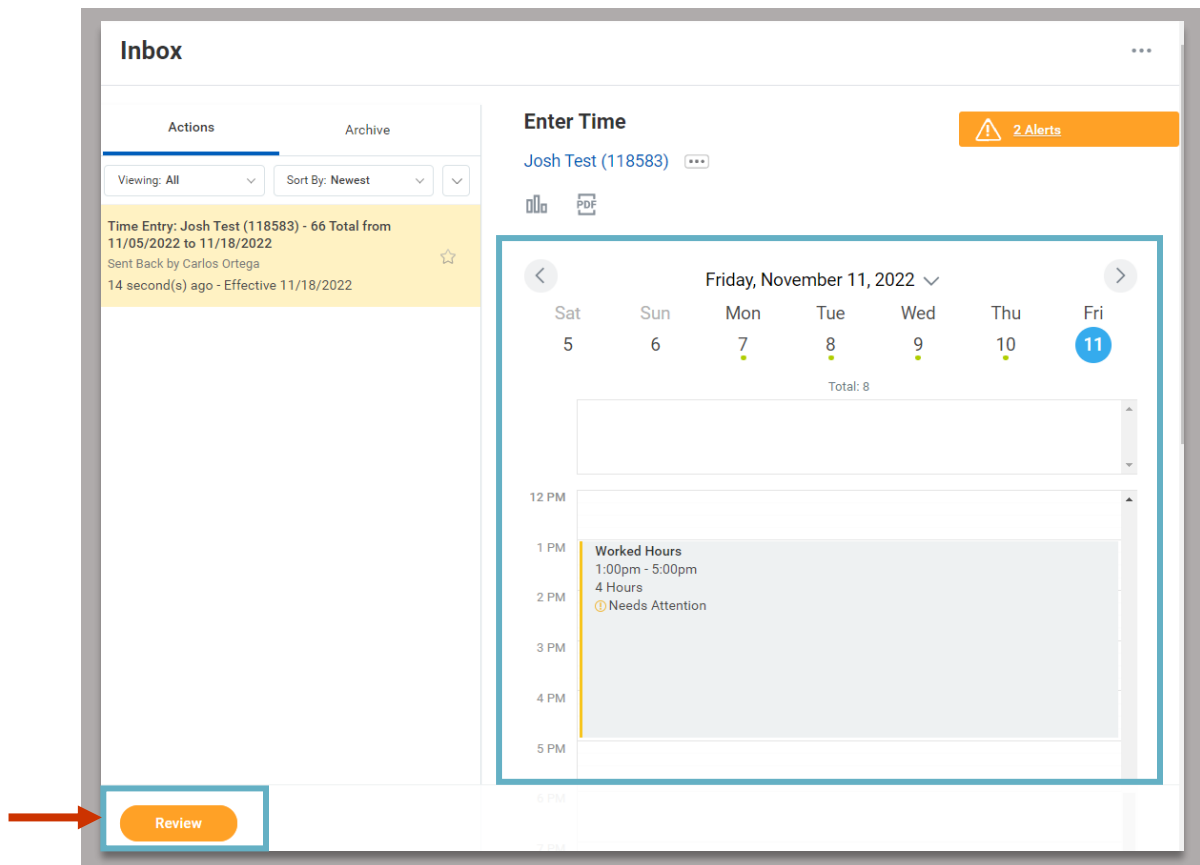 Inbox
Actions
Archive
Viewing: All
Sort By: Newest
Time Entry: Josh Test (118583) - 66 Total from
11/05/2022 to 11/18/2022
Sent Back by Carlos Ortega
14 second(s) ago - Effective 11/18/2022
Enter Time
2 Alerts
Josh Test (118583)
PDF
Friday, November 11, 2022
Sat Sun Mon Tue Wed Thu Fri
5 6 7 8 9 10 11
Total: 8
12 PM
1 PM
Worked Hours
1:00pm - 5:00pm
4 Hours
2 PM
Needs Attention
3 PM
4 PM
5 PM
6 PM
7 PM
Review